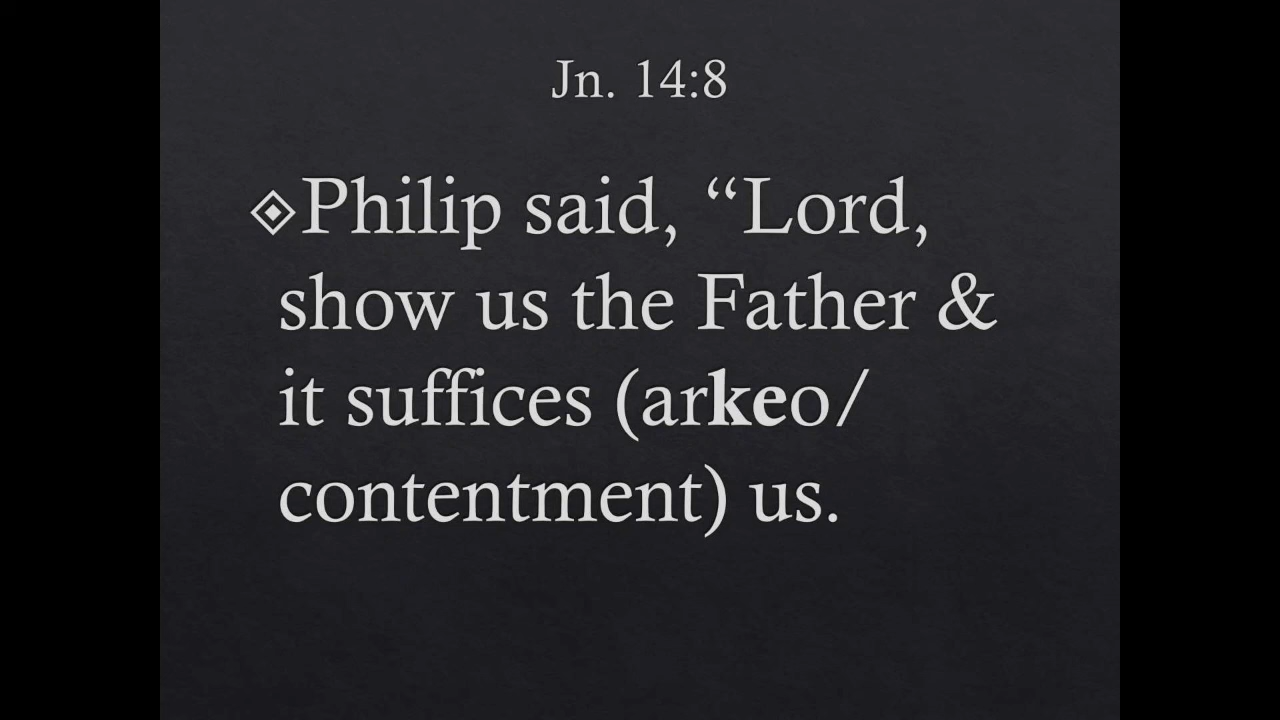 Jn. 14:8
Philip said, “Lord,
show us the Father &
it suffices (arkeo/
contentment) us.